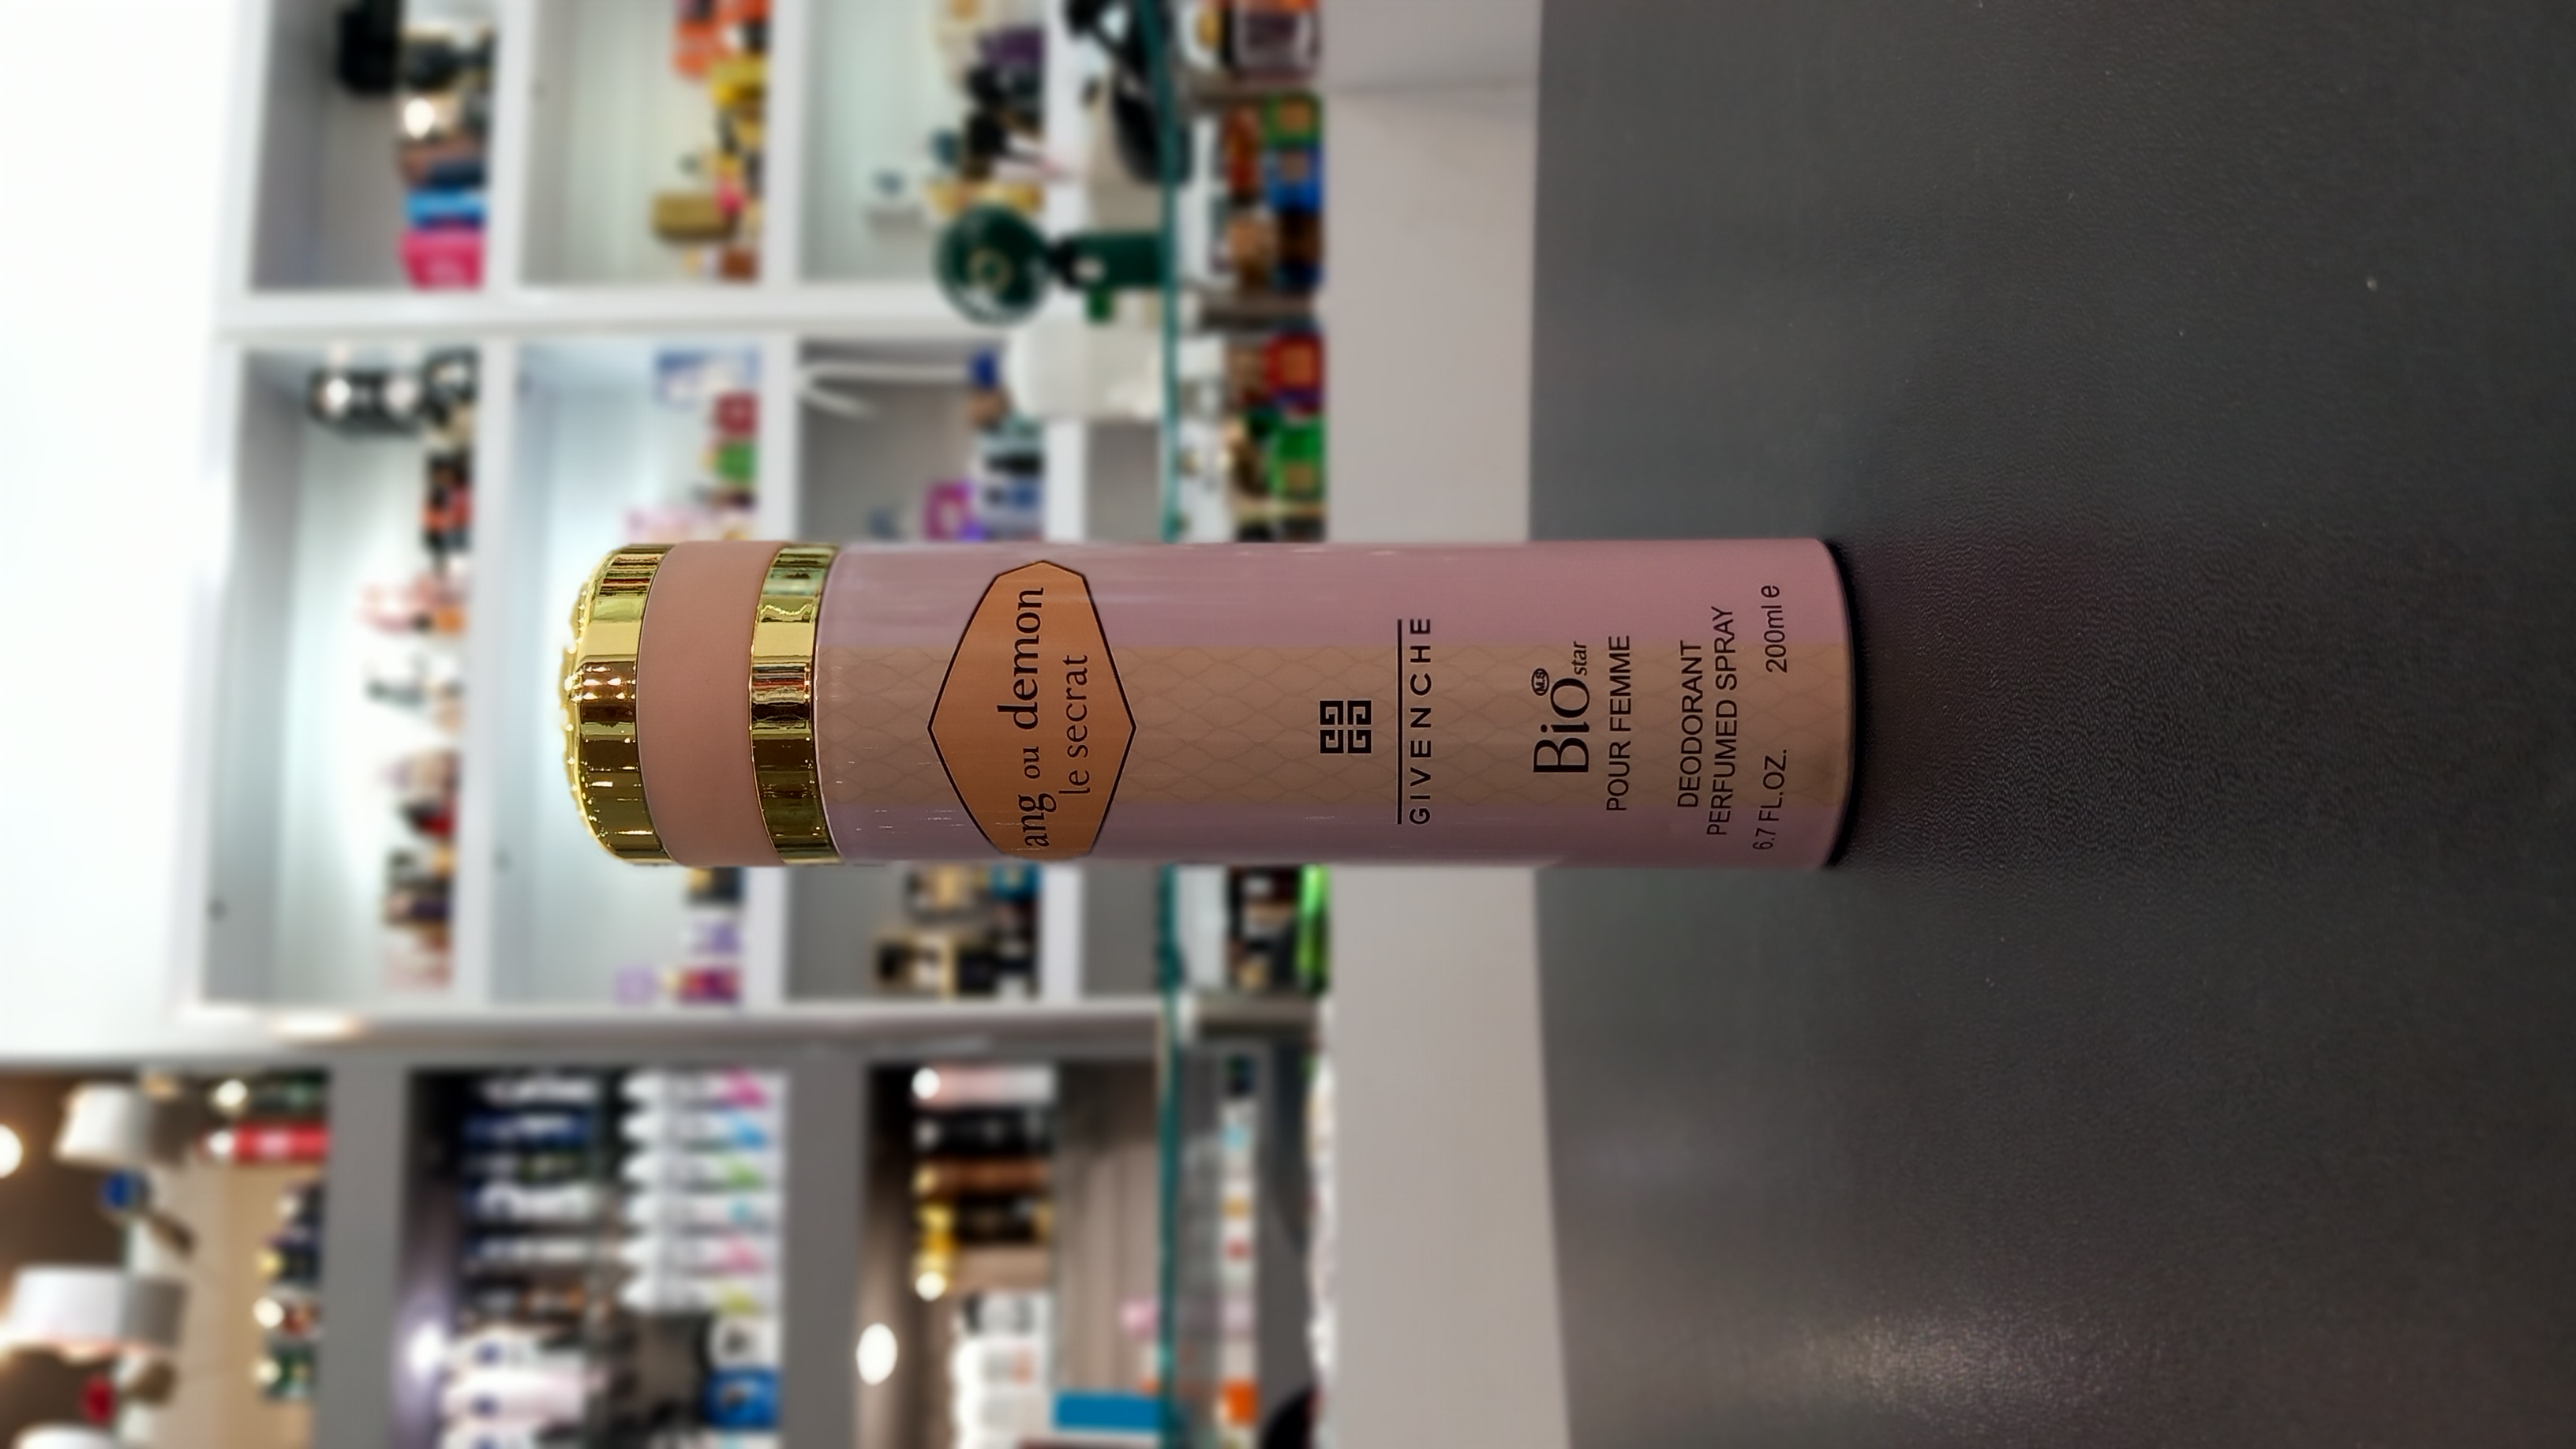 ang ou demon
le secrat
GIVENCHE
BiO star
M.S
POUR FEMME
DEODORANT
PERFUMED SPRAY
6.7 FL.OZ. 200ml e